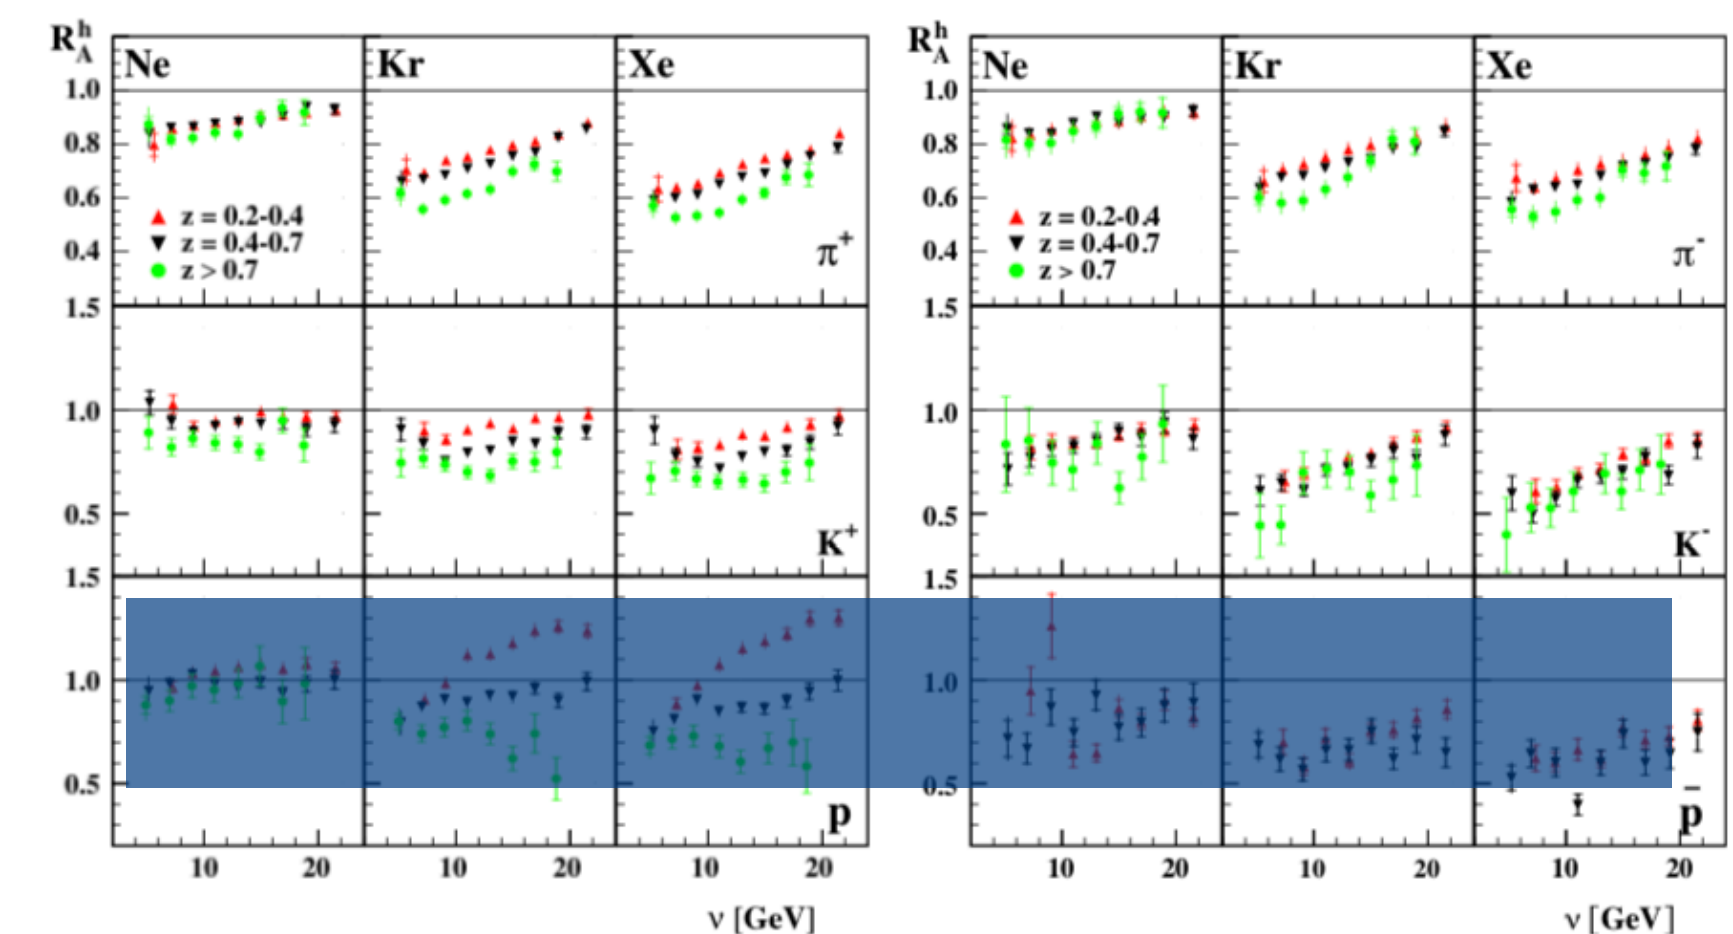 R_A^h
Ne Kr Xe
1.0
0.8
0.6
0.4
▲ z = 0.2-0.4
▼ z = 0.4-0.7
● z > 0.7
π⁺
1.5
1.0
0.5
K⁺
1.5
1.0
0.5
p
10 20 10 20 10 20
ν [GeV]
R_A^h
Ne Kr Xe
1.0
0.8
0.6
0.4
▲ z = 0.2-0.4
▼ z = 0.4-0.7
● z > 0.7
π⁻
1.5
1.0
0.5
K⁻
1.5
1.0
0.5
p̄
10 20 10 20 10 20
ν [GeV]